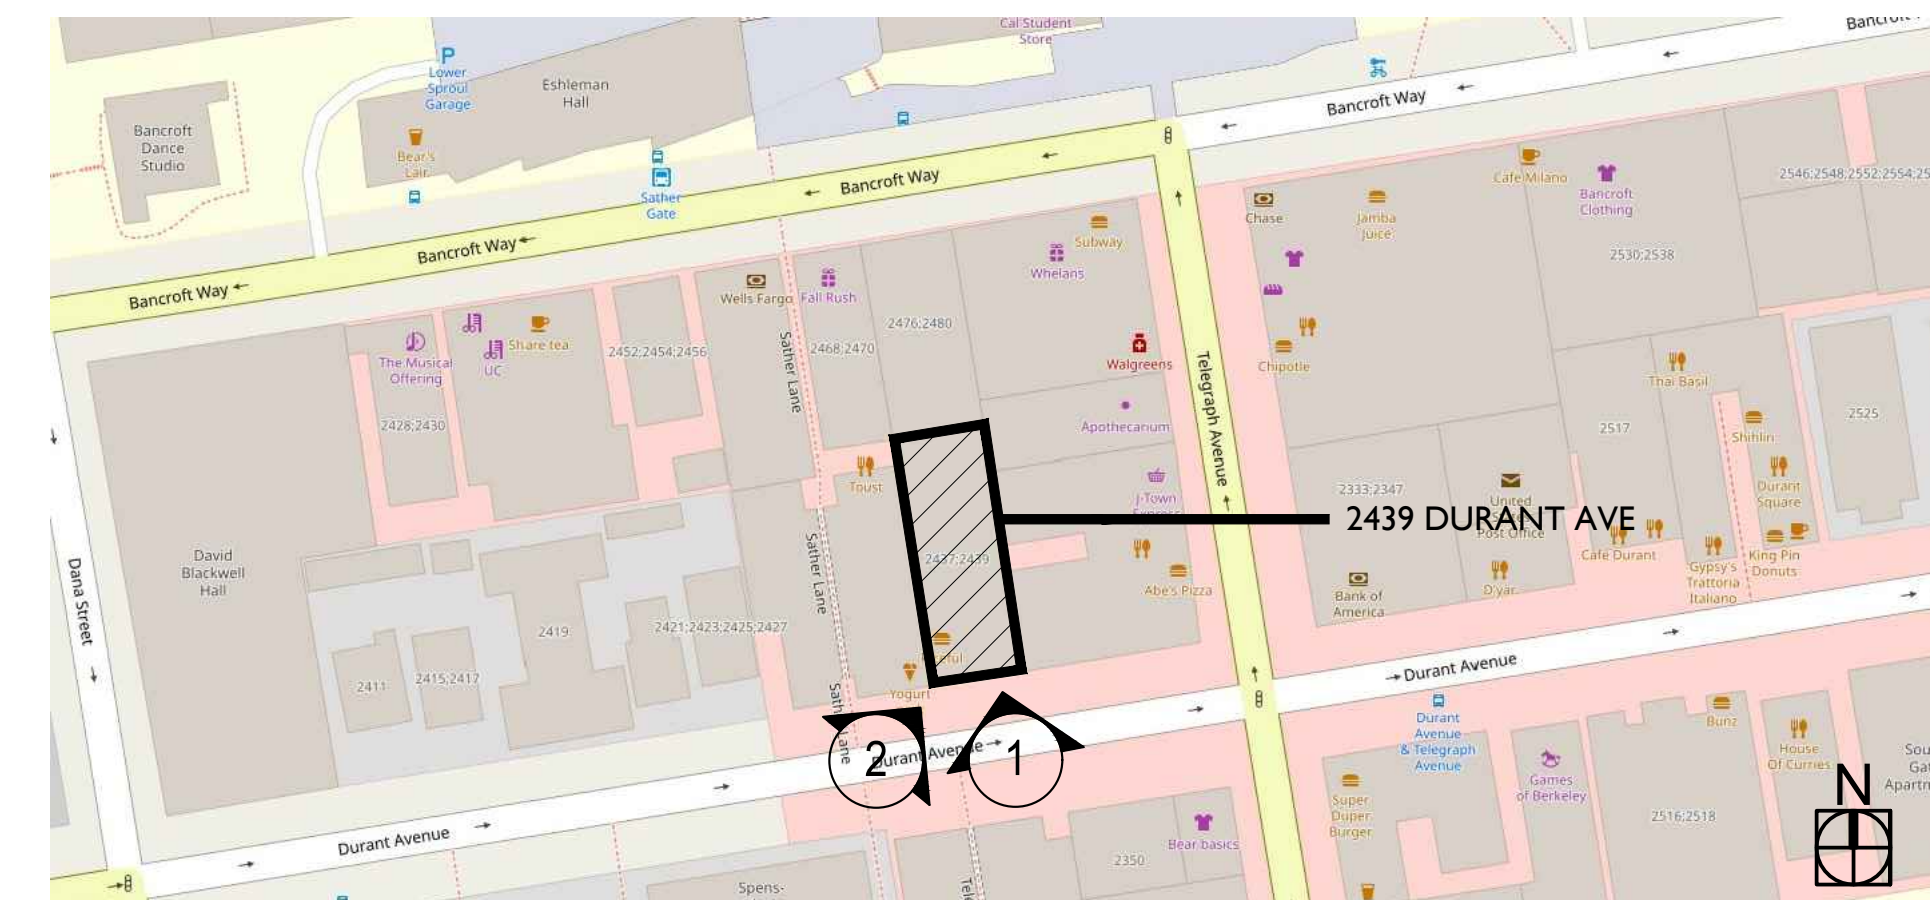 Cal Student
Store
P
Lower
Sproul
Garage
Eshleman
Hall
Bancroft
Dance
Studio
Bear's
Lair
Sather
Gate
Bancroft Way
Bancroft Way
Bancroft Way
Bancroft Way
Cafe Milano
Bancroft
Clothing
2546;2548;2552;2554;25
Chase
Jamba
Juice
Subway
Whelans
2530;2538
Wells Fargo
Fall Rush
2476;2480
2468;2470
2452;2454;2456
The Musical
Offering
UC
Share tea
2428;2430
Sather Lane
Walgreens
Telegraph Avenue
Chipotle
Thai Basil
Apothecarium
2517
Shihlin
2525
Toust
J-Town
Express
2333;2347
United
States
Post Office
Durant
Square
2439 DURANT AVE
David
Blackwell
Hall
Dana Street
2437;2439
Sather Lane
Cafe Durant
King Pin
Donuts
Gypsy's
Trattoria
Italiano
Abe's Pizza
Bank of
America
D'yar
2419
2421;2423;2425;2427
2411
2415;2417
Yogurt
Sather Lane
Durant Avenue
Durant Avenue
Durant Avenue
2
1
Durant
Avenue
& Telegraph
Avenue
Bunz
House
Of Curries
Games
of Berkeley
Super
Duper
Burger
2516;2518
N
Bear basics
2350
Spens-